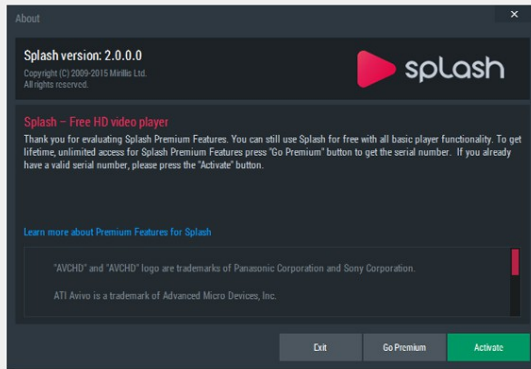 About
Splash version: 2.0.0.0
Copyright (C) 2009-2015 Mirillis Ltd.
All rights reserved.
splash
Splash – Free HD video player
Thank you for evaluating Splash Premium Features. You can still use Splash for free with all basic player functionality. To get
lifetime, unlimited access for Splash Premium Features press "Go Premium" button to get the serial number. If you already
have a valid serial number, please press the "Activate" button.
Learn more about Premium Features for Splash
"AVCHD" and "AVCHD" logo are trademarks of Panasonic Corporation and Sony Corporation.
ATI Avivo is a trademark of Advanced Micro Devices, Inc.
Exit
Go Premium
Activate